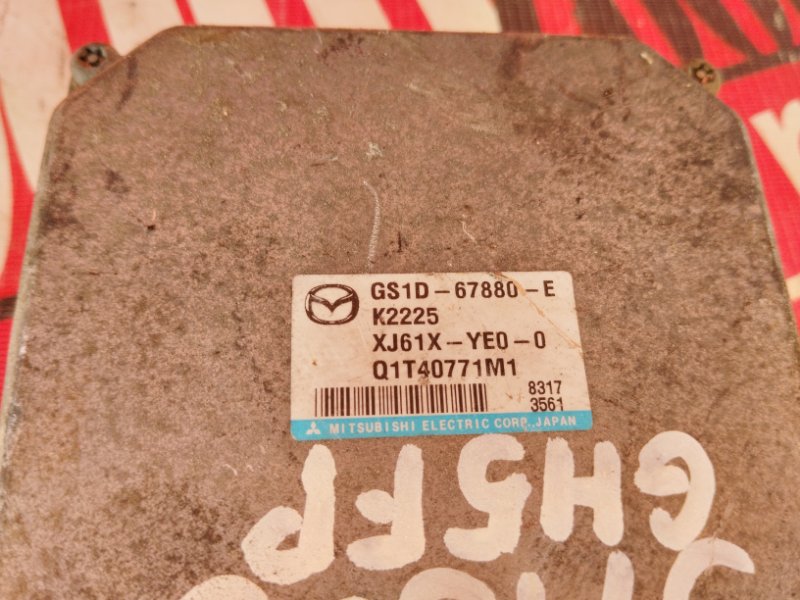 GS1D-67880-E
K2225
XJ61X-YE0-0
Q1T40771M1
8317
3561
MITSUBISHI ELECTRIC CORP., JAPAN
GH5FP